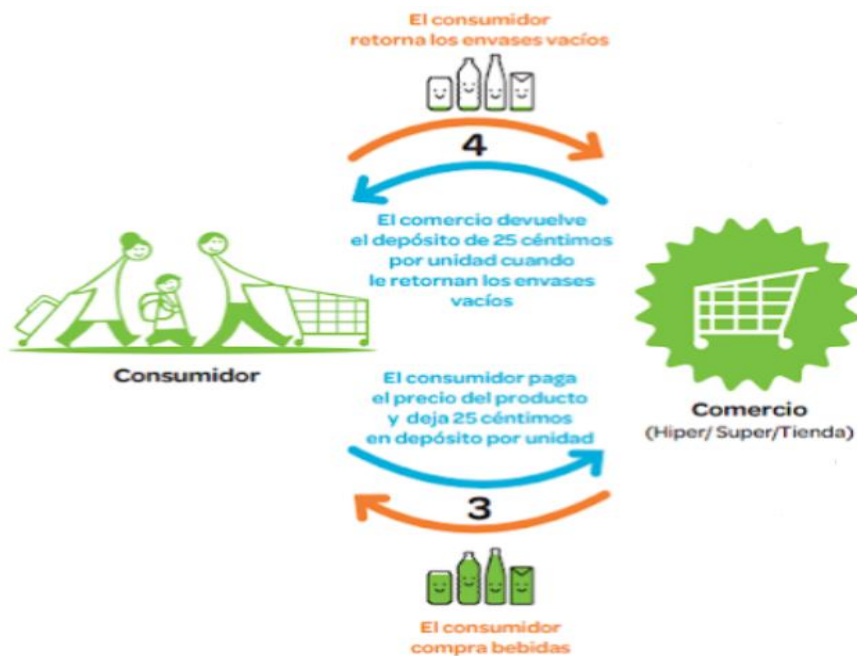 El consumidor
retorna los envases vacíos
4
El comercio devuelve
el depósito de 25 céntimos
por unidad cuando
le retornan los envases
vacíos
Consumidor
El consumidor paga
el precio del producto
y deja 25 céntimos
en depósito por unidad
Comercio
(Hiper/ Super/Tienda)
3
El consumidor
compra bebidas